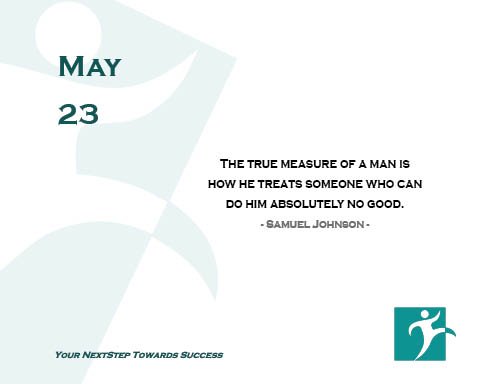 May
23
The true measure of a man is
how he treats someone who can
do him absolutely no good.
- Samuel Johnson -
Your NextStep Towards Success